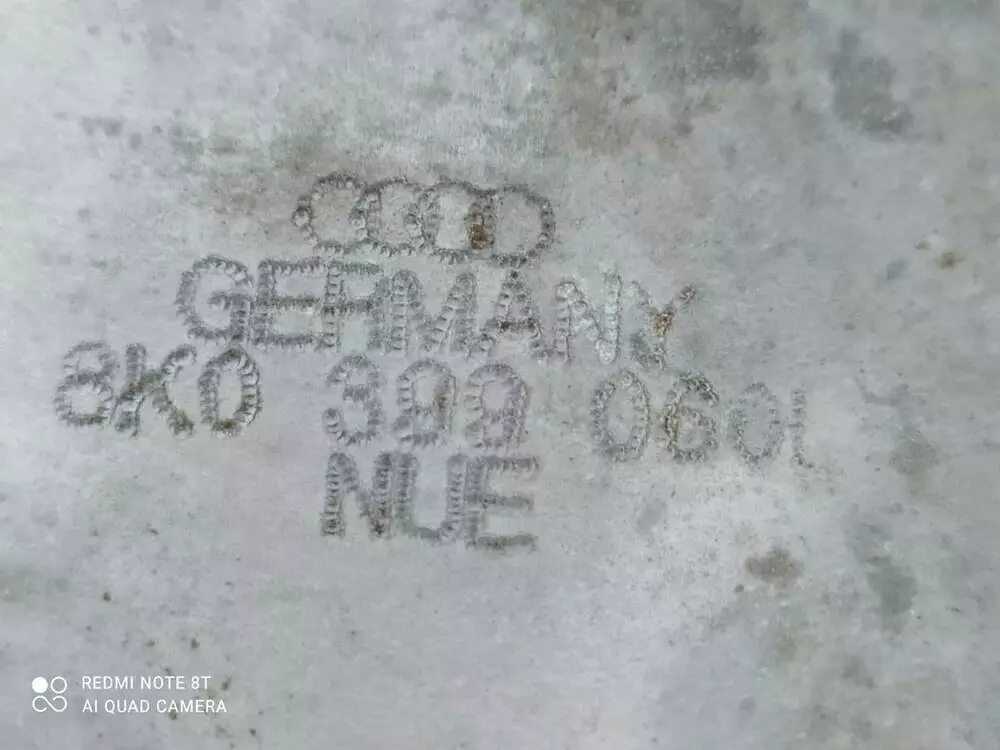 GERMANY
8K0 399 060L
NUE
REDMI NOTE 8T
AI QUAD CAMERA